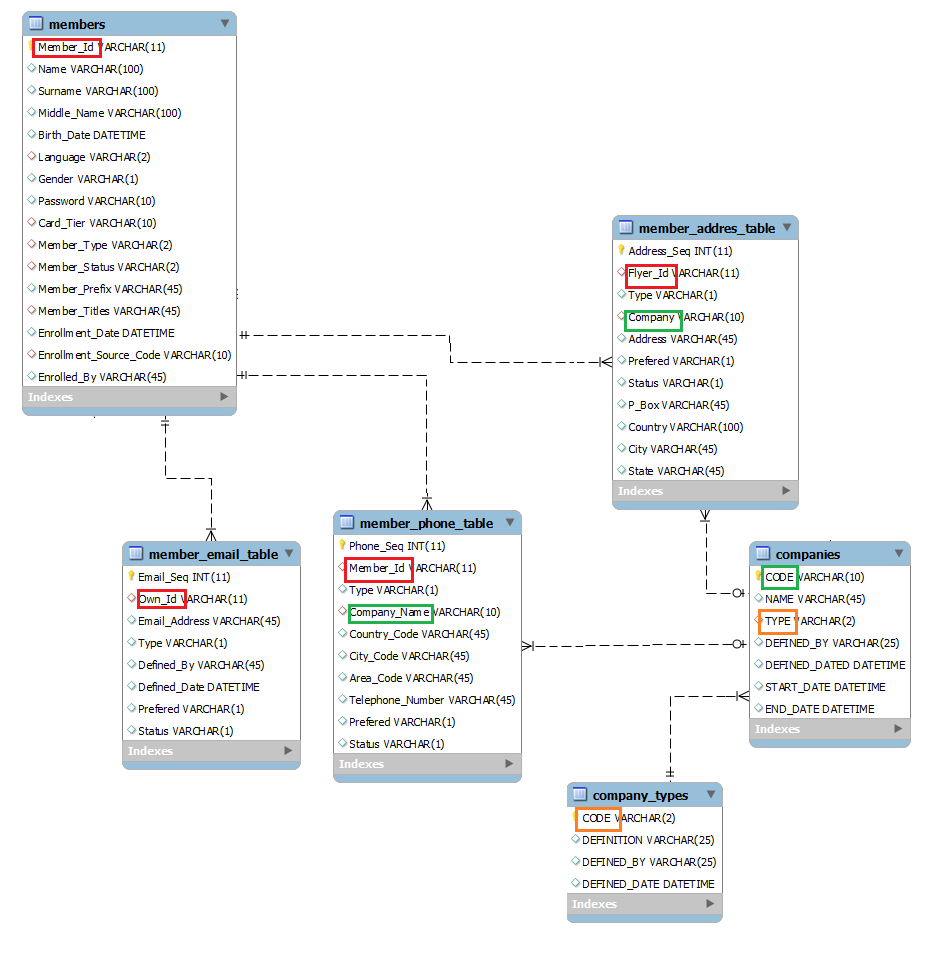 members
Member_Id VARCHAR(11)
Name VARCHAR(100)
Surname VARCHAR(100)
Middle_Name VARCHAR(100)
Birth_Date DATETIME
Language VARCHAR(2)
Gender VARCHAR(1)
Password VARCHAR(10)
Card_Tier VARCHAR(10)
Member_Type VARCHAR(2)
Member_Status VARCHAR(2)
Member_Prefix VARCHAR(45)
Member_Titles VARCHAR(45)
Enrollment_Date DATETIME
Enrollment_Source_Code VARCHAR(10)
Enrolled_By VARCHAR(45)
Indexes
member_addres_table
Address_Seq INT(11)
Flyer_Id VARCHAR(11)
Type VARCHAR(1)
Company VARCHAR(10)
Address VARCHAR(45)
Prefered VARCHAR(1)
Status VARCHAR(1)
P_Box VARCHAR(45)
Country VARCHAR(100)
City VARCHAR(45)
State VARCHAR(45)
Indexes
member_email_table
Email_Seq INT(11)
Own_Id VARCHAR(11)
Email_Address VARCHAR(45)
Type VARCHAR(1)
Defined_By VARCHAR(45)
Defined_Date DATETIME
Prefered VARCHAR(1)
Status VARCHAR(1)
Indexes
member_phone_table
Phone_Seq INT(11)
Member_Id VARCHAR(11)
Type VARCHAR(1)
Company_Name VARCHAR(10)
Country_Code VARCHAR(45)
City_Code VARCHAR(45)
Area_Code VARCHAR(45)
Telephone_Number VARCHAR(45)
Prefered VARCHAR(1)
Status VARCHAR(1)
Indexes
companies
CODE VARCHAR(10)
NAME VARCHAR(45)
TYPE VARCHAR(2)
DEFINED_BY VARCHAR(25)
DEFINED_DATED DATETIME
START_DATE DATETIME
END_DATE DATETIME
Indexes
company_types
CODE VARCHAR(2)
DEFINITION VARCHAR(25)
DEFINED_BY VARCHAR(25)
DEFINED_DATE DATETIME
Indexes